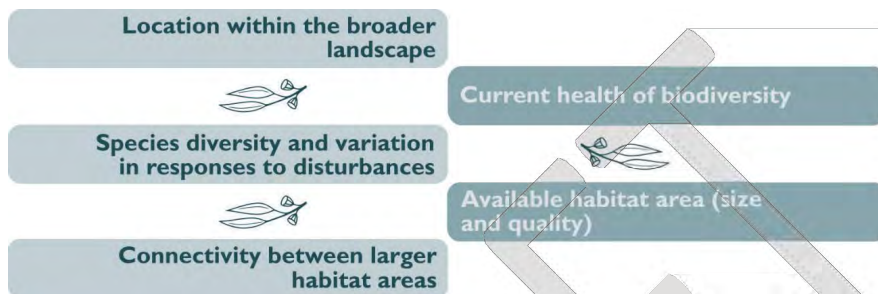 Location within the broader
landscape
Current health of biodiversity
Species diversity and variation
in responses to disturbances
Available habitat area (size
and quality)
Connectivity between larger
habitat areas